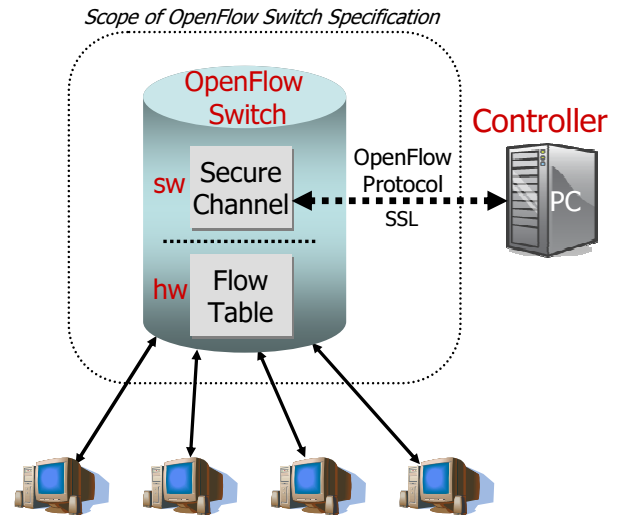 Scope of OpenFlow Switch Specification
OpenFlow
Switch
Controller
sw
Secure
Channel
OpenFlow
Protocol
SSL
PC
hw
Flow
Table